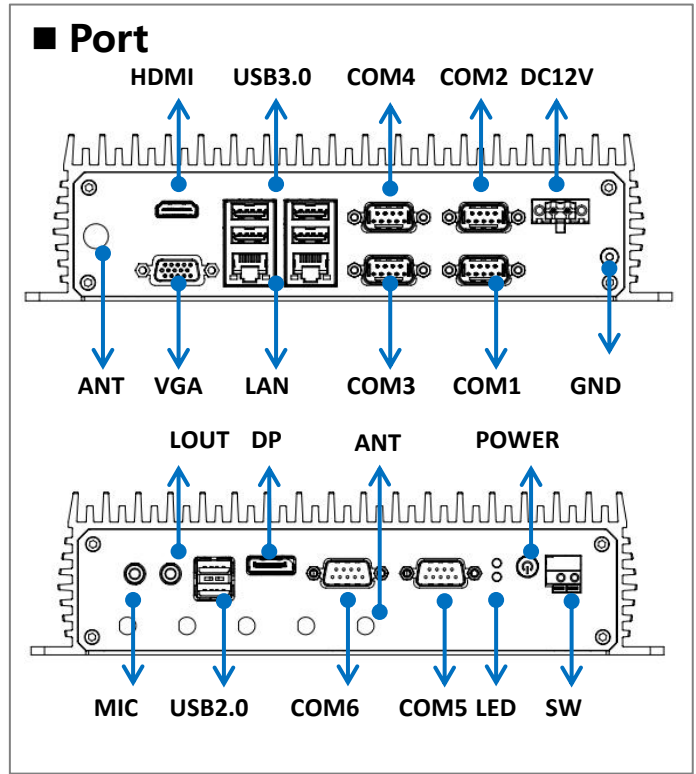 ■ Port
HDMI USB3.0 COM4 COM2 DC12V
ANT VGA LAN COM3 COM1 GND
LOUT DP ANT POWER
MIC USB2.0 COM6 COM5 LED SW